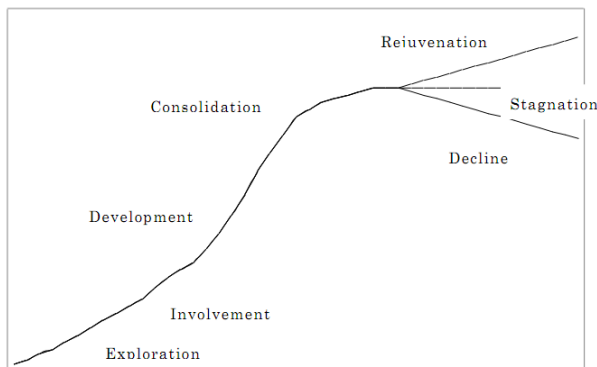 Rejuvenation
Consolidation
Stagnation
Decline
Development
Involvement
Exploration